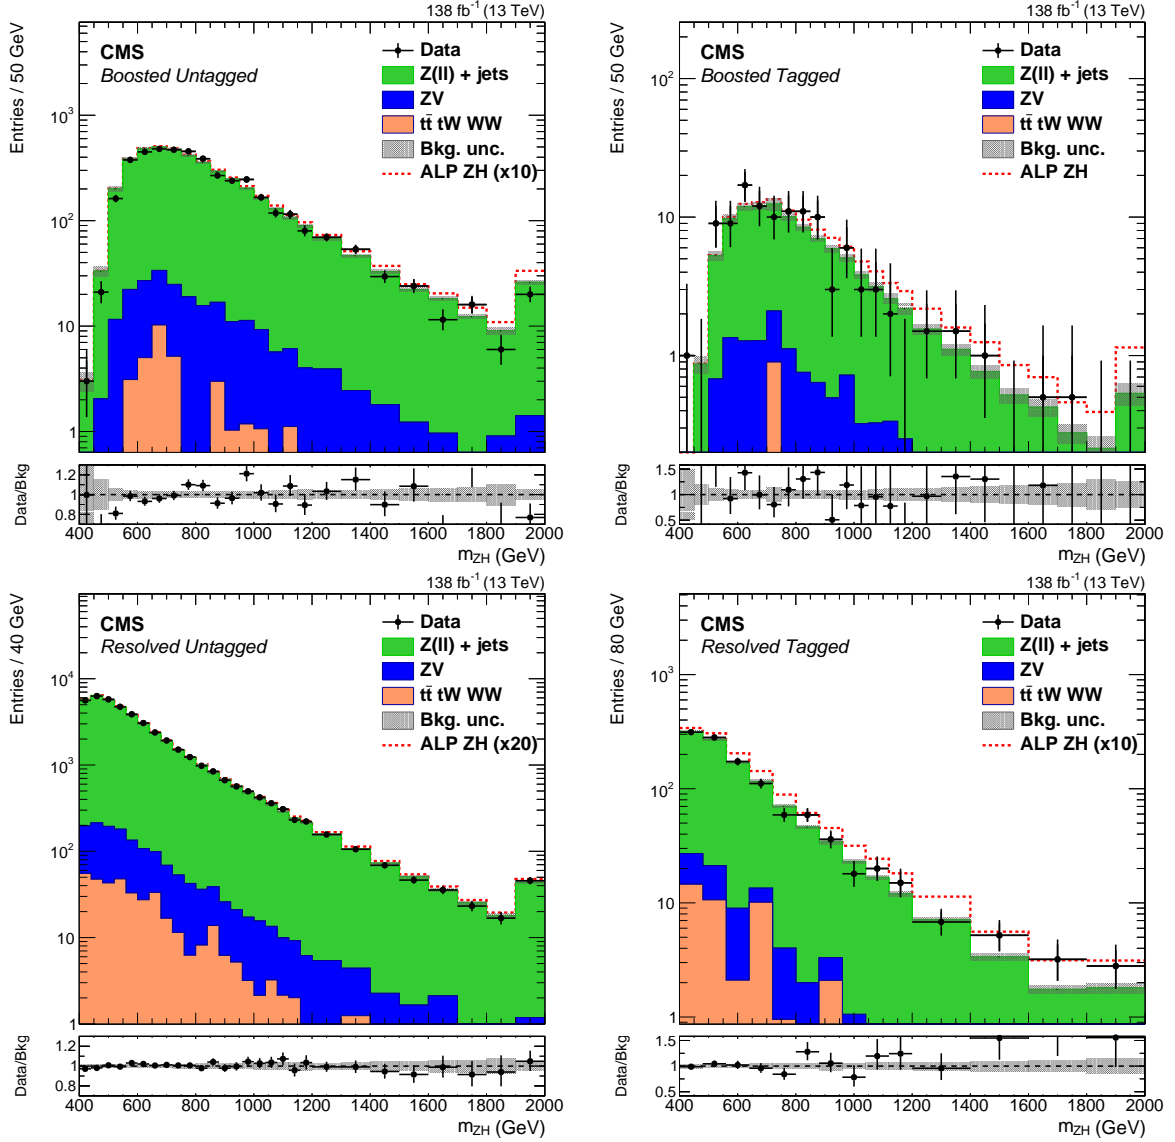 138 fb⁻¹ (13 TeV)
Entries / 50 GeV
CMS
Boosted Untagged
Data
Z(ll) + jets
ZV
tt̄ tW WW
Bkg. unc.
ALP ZH (x10)
10³
10²
10
1
Data/Bkg
1.2
1
0.8
400 600 800 1000 1200 1400 1600 1800 2000
m_ZH (GeV)
138 fb⁻¹ (13 TeV)
Entries / 50 GeV
CMS
Boosted Tagged
Data
Z(ll) + jets
ZV
tt̄ tW WW
Bkg. unc.
ALP ZH
10²
10
1
Data/Bkg
1.5
1
0.5
400 600 800 1000 1200 1400 1600 1800 2000
m_ZH (GeV)
138 fb⁻¹ (13 TeV)
Entries / 40 GeV
CMS
Resolved Untagged
Data
Z(ll) + jets
ZV
tt̄ tW WW
Bkg. unc.
ALP ZH (x20)
10⁴
10³
10²
10
1
Data/Bkg
1.2
1.0
0.8
400 600 800 1000 1200 1400 1600 1800 2000
m_ZH (GeV)
138 fb⁻¹ (13 TeV)
Entries / 80 GeV
CMS
Resolved Tagged
Data
Z(ll) + jets
ZV
tt̄ tW WW
Bkg. unc.
ALP ZH (x10)
10³
10²
10
1
Data/Bkg
1.5
1
0.5
400 600 800 1000 1200 1400 1600 1800 2000
m_ZH (GeV)